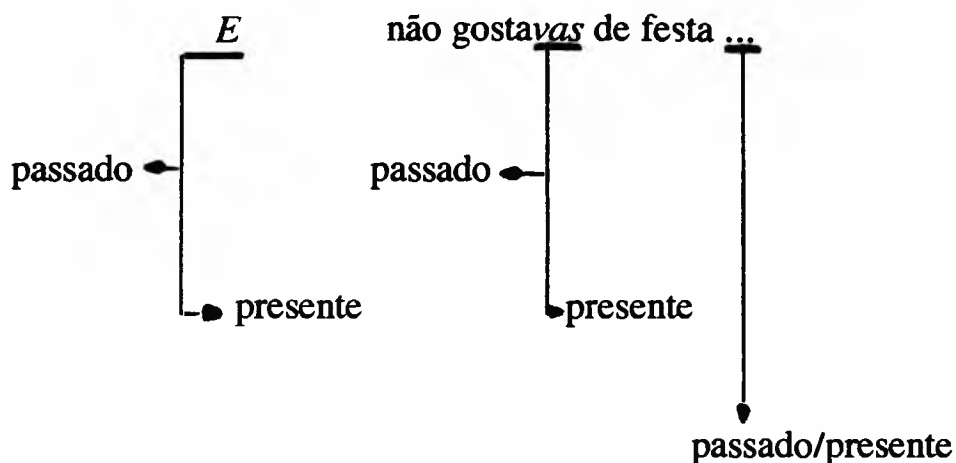 E não gostavas de festa ...
passado passado
presente presente
passado/presente